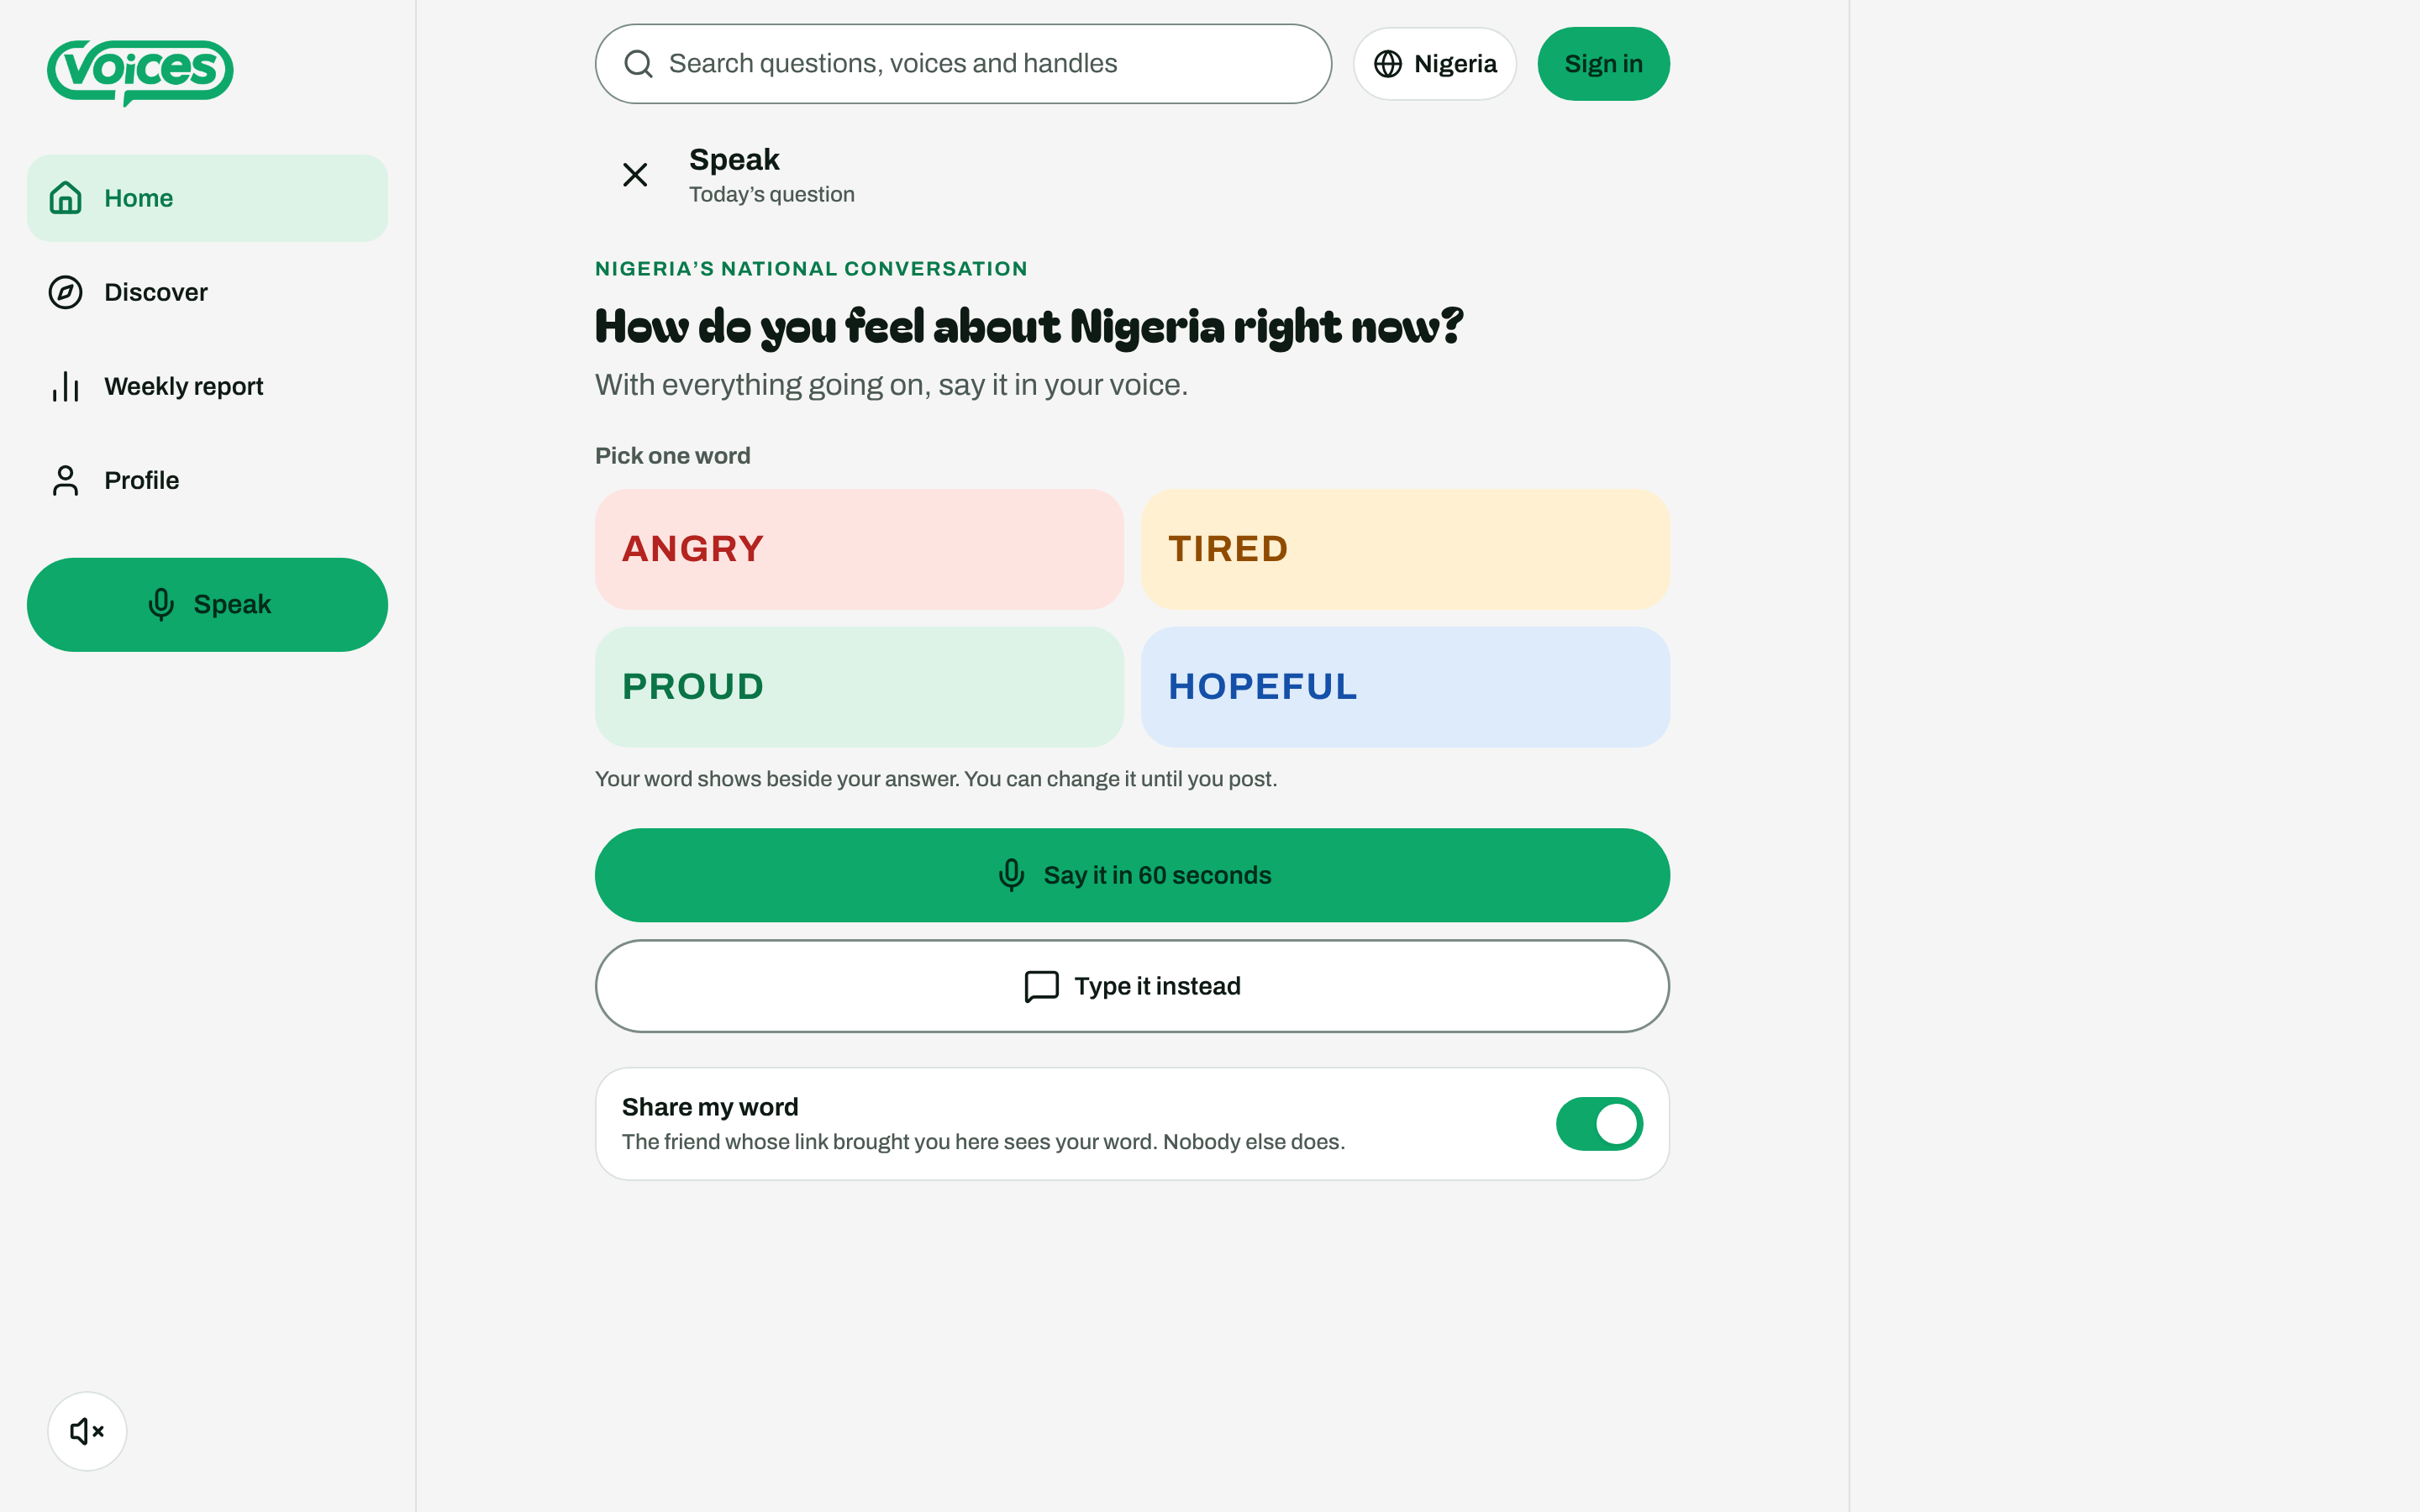 voices
Search questions, voices and handles
Nigeria
Sign in
Home
Discover
Weekly report
Profile
Speak
Speak
Today’s question
NIGERIA’S NATIONAL CONVERSATION
How do you feel about Nigeria right now?
With everything going on, say it in your voice.
Pick one word
ANGRY
TIRED
PROUD
HOPEFUL
Your word shows beside your answer. You can change it until you post.
Say it in 60 seconds
Type it instead
Share my word
The friend whose link brought you here sees your word. Nobody else does.